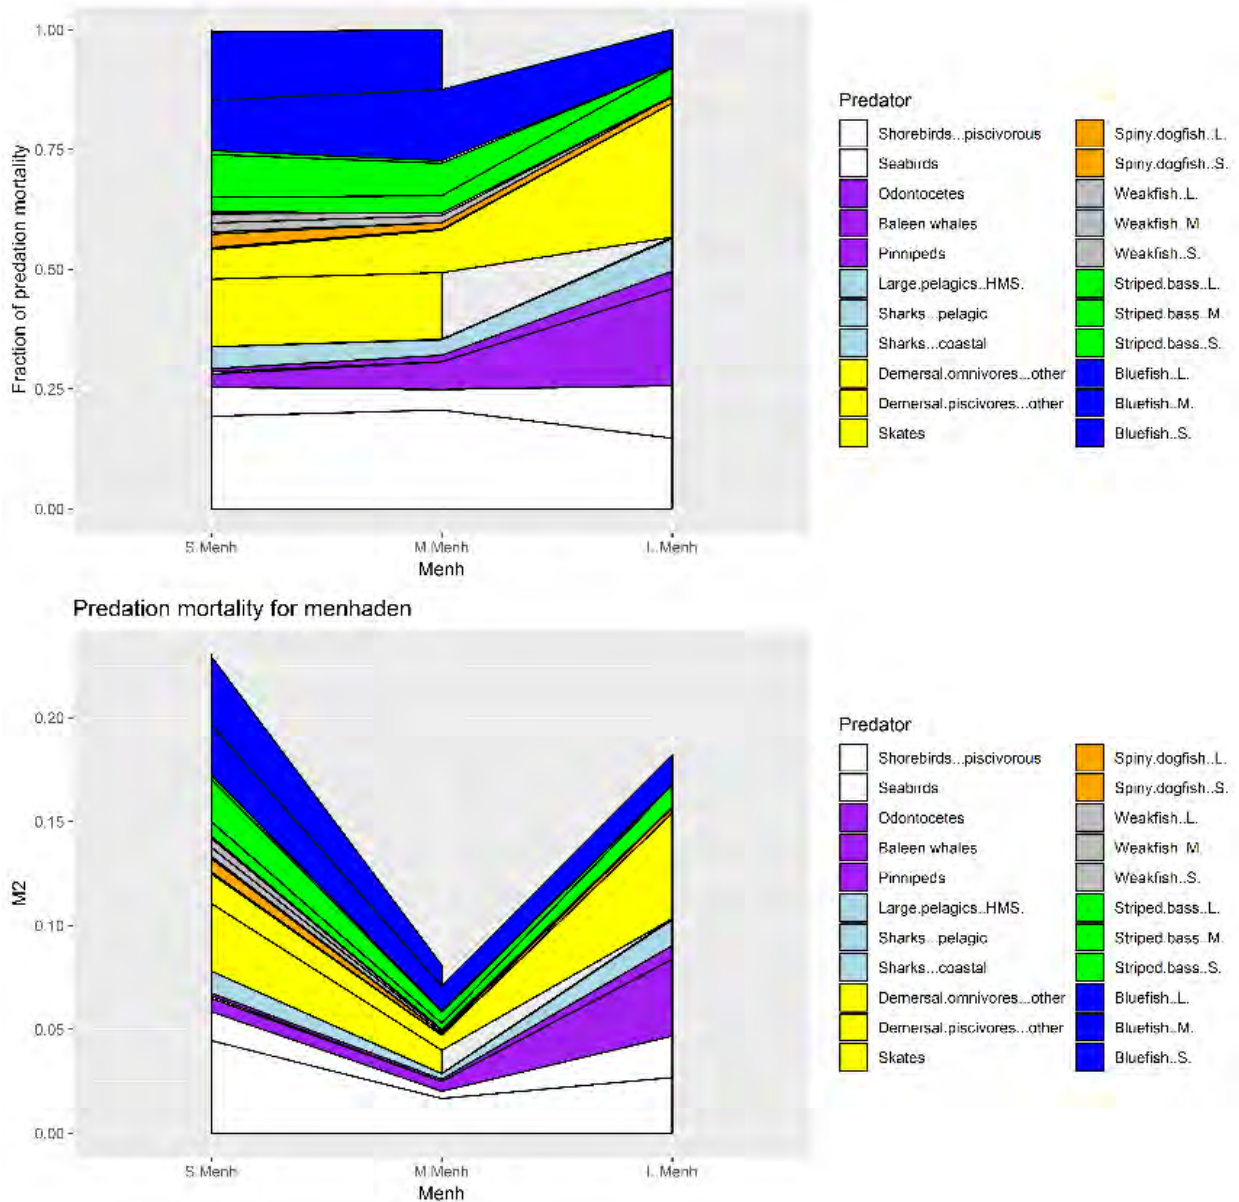 1.00
0.75
0.50
0.25
0.00
Fraction of predation mortality
S.Menh
M.Menh
L.Menh
Menh
Predator
Shorebirds...piscivorous
Seabirds
Odontocetes
Baleen whales
Pinnipeds
Large.pelagics..HMS.
Sharks...pelagic
Sharks...coastal
Demersal.omnivores...other
Demersal.piscivores...other
Skates
Spiny.dogfish..L.
Spiny.dogfish..S.
Weakfish..L.
Weakfish..M.
Weakfish..S.
Striped.bass..L.
Striped.bass..M.
Striped.bass..S.
Bluefish..L.
Bluefish..M.
Bluefish..S.
Predation mortality for menhaden
0.20
0.15
0.10
0.05
0.00
M2
S.Menh
M.Menh
L.Menh
Menh
Predator
Shorebirds...piscivorous
Seabirds
Odontocetes
Baleen whales
Pinnipeds
Large.pelagics..HMS.
Sharks...pelagic
Sharks...coastal
Demersal.omnivores...other
Demersal.piscivores...other
Skates
Spiny.dogfish..L.
Spiny.dogfish..S.
Weakfish..L.
Weakfish..M.
Weakfish..S.
Striped.bass..L.
Striped.bass..M.
Striped.bass..S.
Bluefish..L.
Bluefish..M.
Bluefish..S.